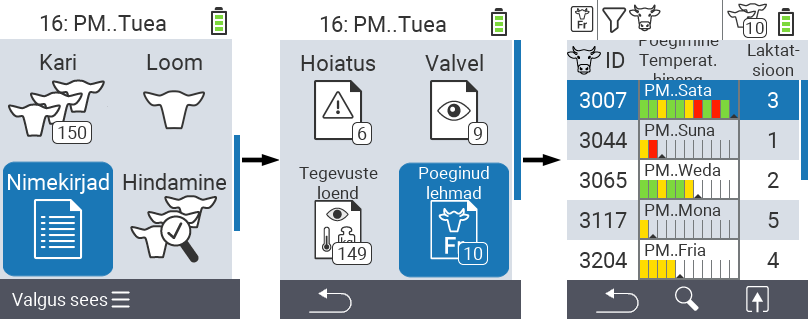 16: PM..Tuea
Kari
Loom
150
Nimekirjad
Hindamine
Valgus sees
16: PM..Tuea
Hoiatus
Valvel
6
9
Tegevuste
loend
Poeginud
lehmad
149
Fr
10
Fr
10
ID
Poegimine
Temperat.
hinang
Laktat-
sioon
3007
PM..Sata
3
3044
PM..Suna
1
3065
PM..Weda
2
3117
PM..Mona
5
3204
PM..Fria
4